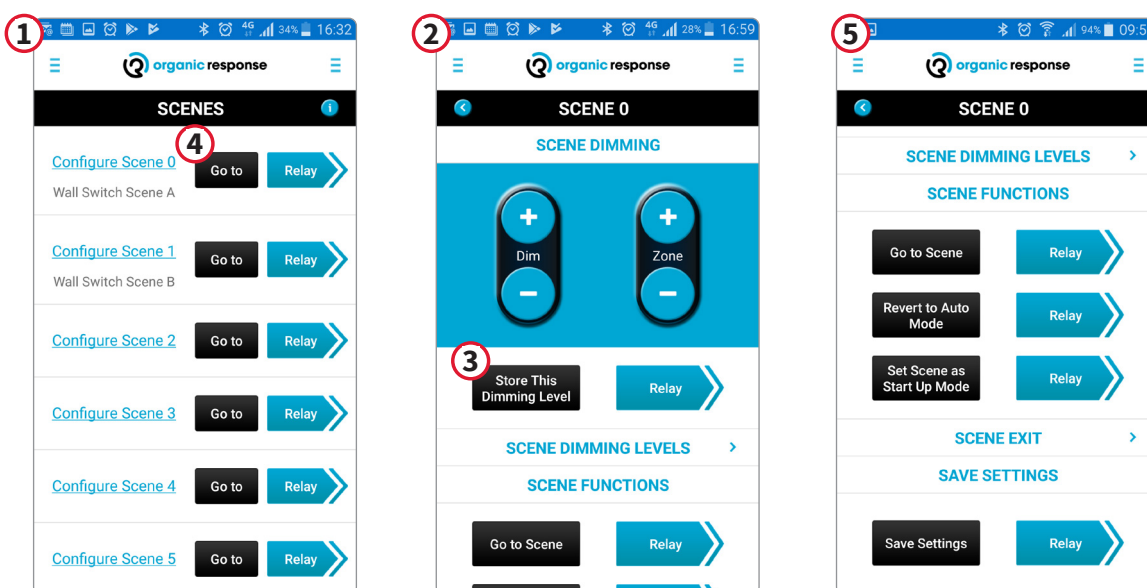 1
4G 34% 16:32
organic response
SCENES
i
4
Configure Scene 0
Go to
Relay
Wall Switch Scene A
Configure Scene 1
Go to
Relay
Wall Switch Scene B
Configure Scene 2
Go to
Relay
Configure Scene 3
Go to
Relay
Configure Scene 4
Go to
Relay
Configure Scene 5
Go to
Relay
2
4G 28% 16:59
organic response
SCENE 0
SCENE DIMMING
+
+
Dim
Zone
−
−
3
Store This
Dimming Level
Relay
SCENE DIMMING LEVELS >
SCENE FUNCTIONS
Go to Scene
Relay
5
94% 09:5
organic response
SCENE 0
SCENE DIMMING LEVELS >
SCENE FUNCTIONS
Go to Scene
Relay
Revert to Auto
Mode
Relay
Set Scene as
Start Up Mode
Relay
SCENE EXIT >
SAVE SETTINGS
Save Settings
Relay